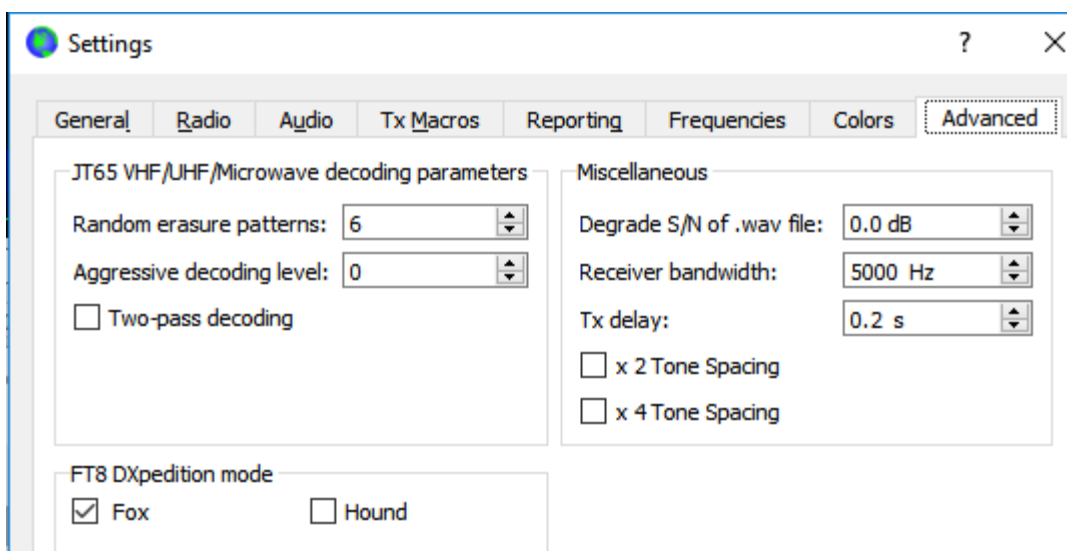 Settings ?
General Radio Audio Tx Macros Reporting Frequencies Colors Advanced
JT65 VHF/UHF/Microwave decoding parameters
Random erasure patterns: 6
Aggressive decoding level: 0
Two-pass decoding
Miscellaneous
Degrade S/N of .wav file: 0.0 dB
Receiver bandwidth: 5000 Hz
Tx delay: 0.2 s
x 2 Tone Spacing
x 4 Tone Spacing
FT8 DXpedition mode
Fox Hound